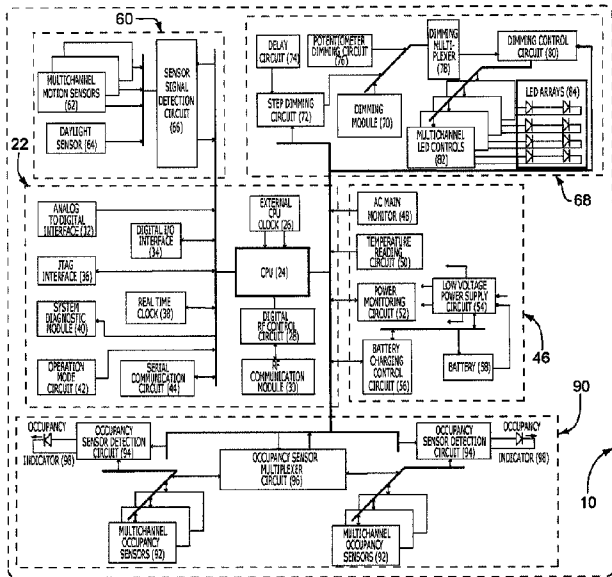 60
MULTICHANNEL
MOTION SENSORS
(62)
DAYLIGHT
SENSOR (64)
SENSOR
SIGNAL
DETECTION
CIRCUIT
(66)
DELAY
CIRCUIT (74)
POTENTIOMETER
DIMMING CIRCUIT
(76)
DIMMING
MULTI-
PLEXER
(78)
DIMMING CONTROL
CIRCUIT
(80)
STEP DIMMING
CIRCUIT (72)
DIMMING
MODULE (70)
MULTICHANNEL
LED CONTROLS
(82)
LED ARRAYS (84)
68
22
ANALOG
TO DIGITAL
INTERFACE (32)
DIGITAL I/O
INTERFACE
(34)
JTAG
INTERFACE (36)
REAL TIME
CLOCK (38)
SYSTEM
DIAGNOSTIC
MODULE (40)
OPERATION
MODE
CIRCUIT (42)
SERIAL
COMMUNICATION
CIRCUIT (44)
EXTERNAL
CPU
CLOCK (26)
CPU (24)
DIGITAL
RF CONTROL
CIRCUIT (28)
RF
COMMUNICATION
MODULE (33)
AC MAIN
MONITOR (48)
TEMPERATURE
READING
CIRCUIT (50)
POWER
MONITORING
CIRCUIT (52)
BATTERY
CHARGING
CONTROL
CIRCUIT (56)
LOW VOLTAGE
POWER SUPPLY
CIRCUIT
(54)
BATTERY (58)
46
90
OCCUPANCY
INDICATOR (98)
OCCUPANCY
SENSOR DETECTION
CIRCUIT (94)
OCCUPANCY SENSOR
MULTIPLEXER
CIRCUIT
(96)
OCCUPANCY
SENSOR DETECTION
CIRCUIT (94)
OCCUPANCY
INDICATOR (98)
MULTICHANNEL
OCCUPANCY
SENSORS (92)
MULTICHANNEL
OCCUPANCY
SENSORS (92)
10